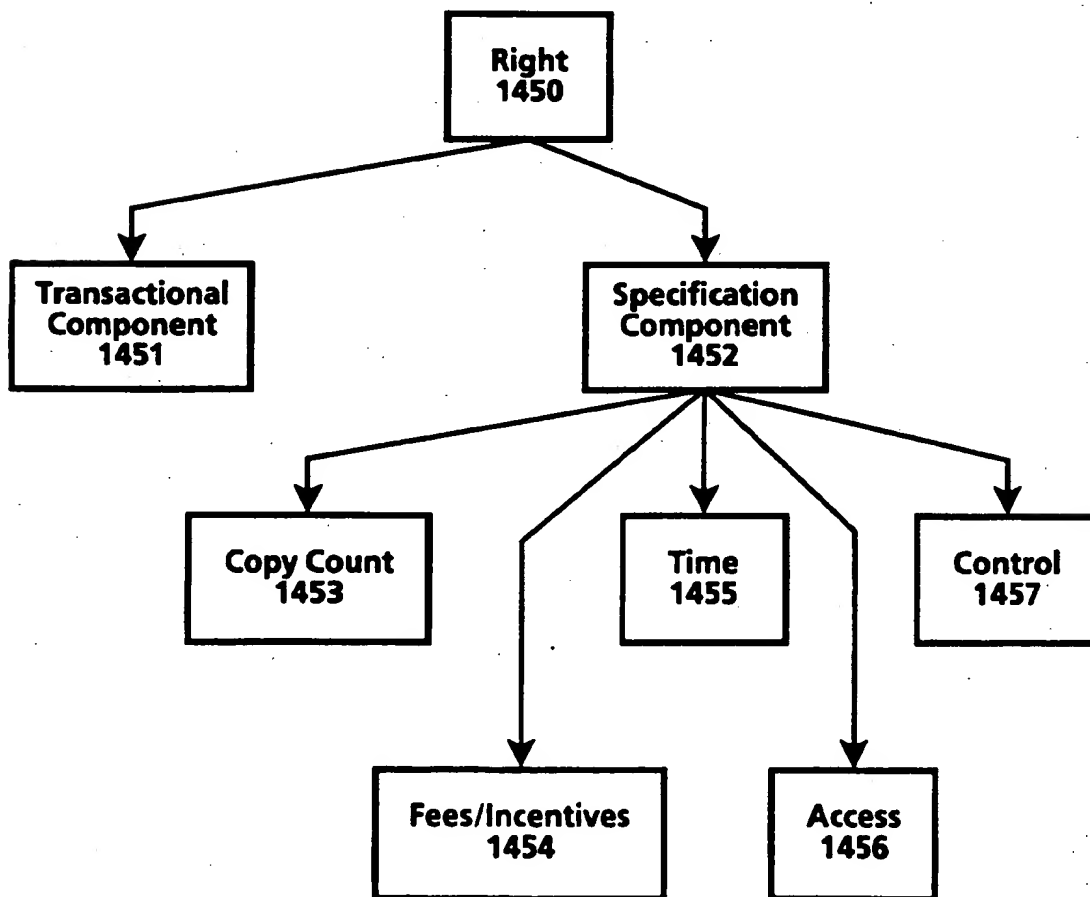 Right
1450
Transactional
Component
1451
Specification
Component
1452
Copy Count
1453
Time
1455
Control
1457
Fees/Incentives
1454
Access
1456